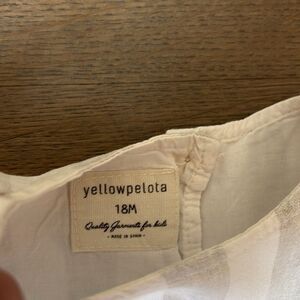 yellowpelota
18M
Quality Garments for kids
• MADE IN SPAIN •